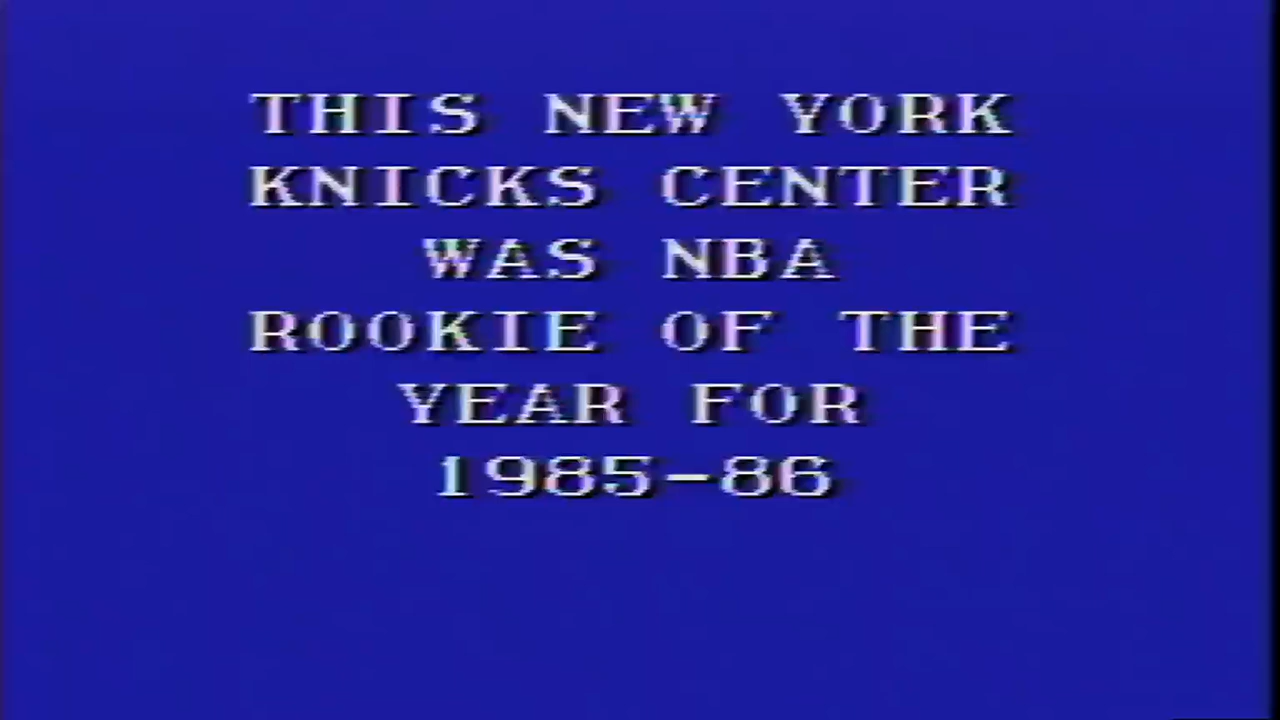 THIS NEW YORK
KNICKS CENTER
WAS NBA
ROOKIE OF THE
YEAR FOR
1985-86